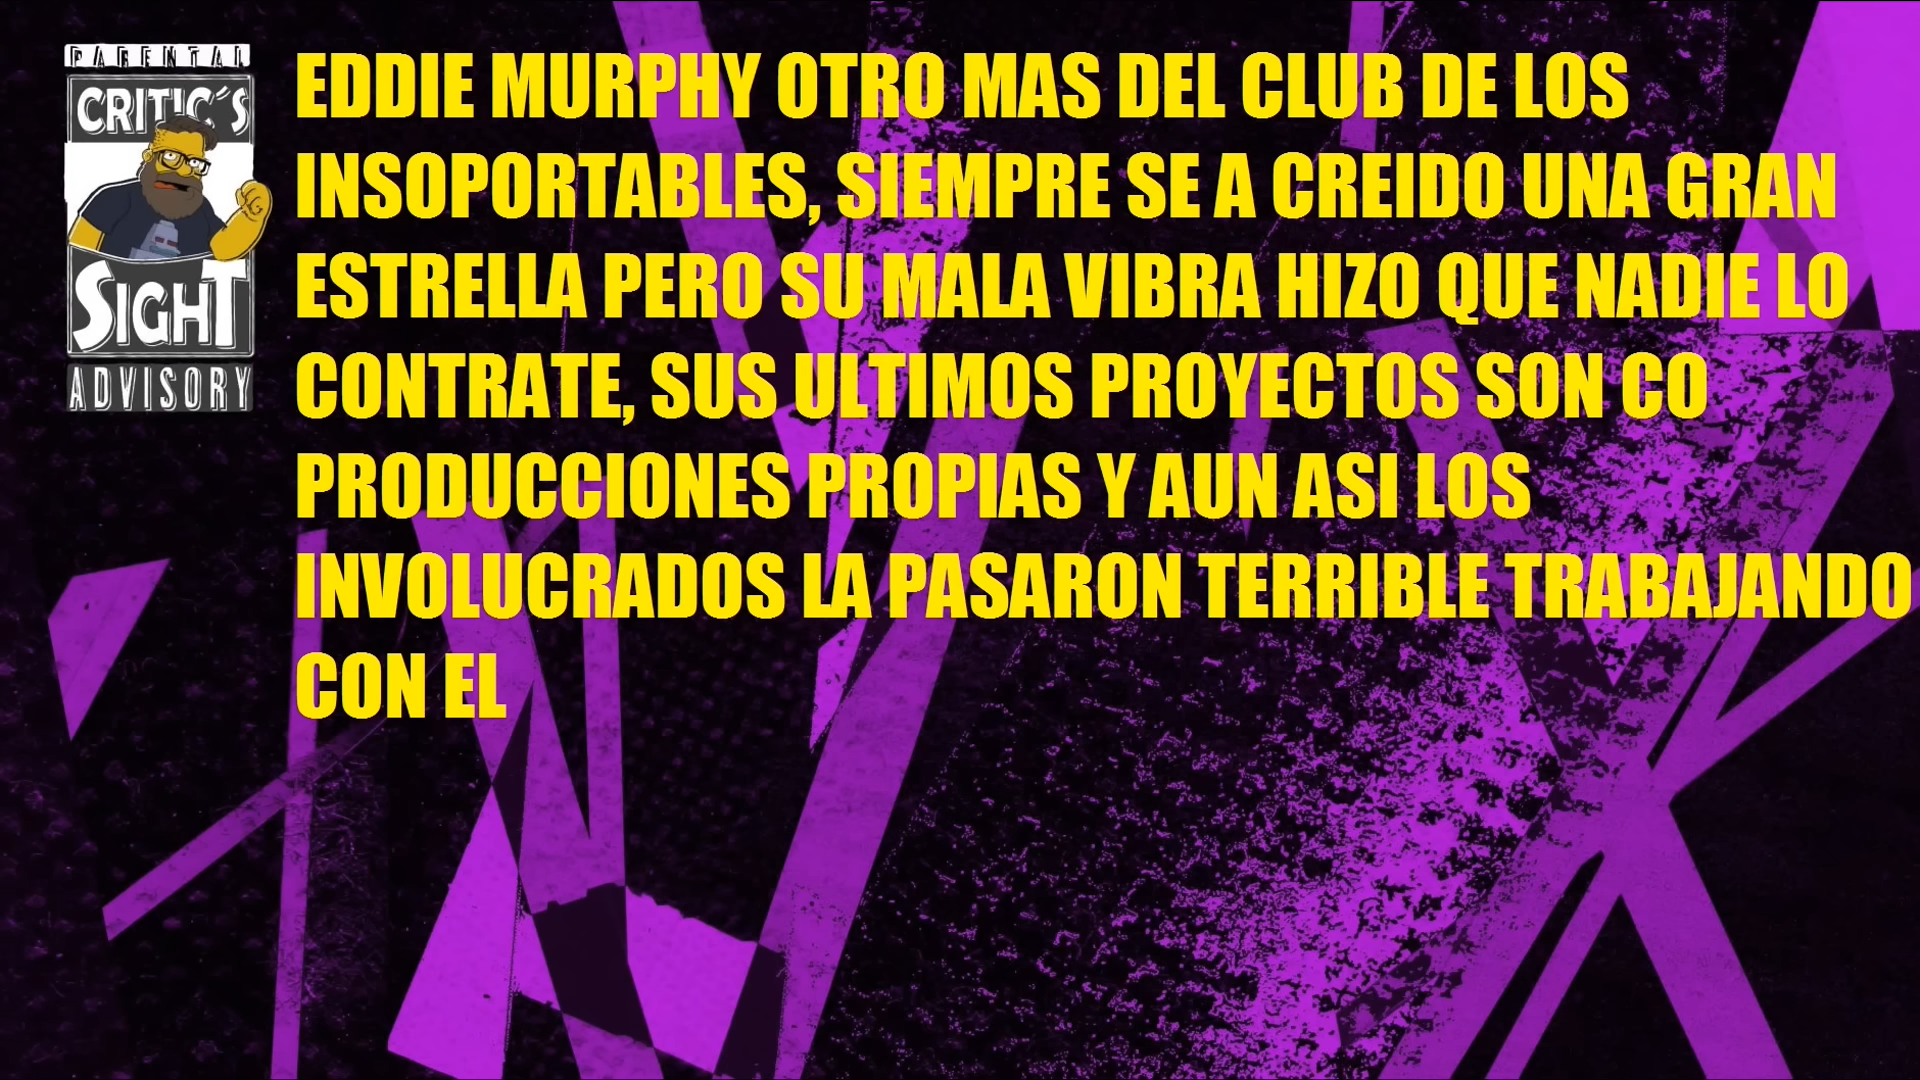 PARENTAL
CRITIC´S
SIGHT
ADVISORY
EDDIE MURPHY OTRO MAS DEL CLUB DE LOS
INSOPORTABLES, SIEMPRE SE A CREIDO UNA GRAN
ESTRELLA PERO SU MALA VIBRA HIZO QUE NADIE LO
CONTRATE, SUS ULTIMOS PROYECTOS SON CO
PRODUCCIONES PROPIAS Y AUN ASI LOS
INVOLUCRADOS LA PASARON TERRIBLE TRABAJANDO
CON EL